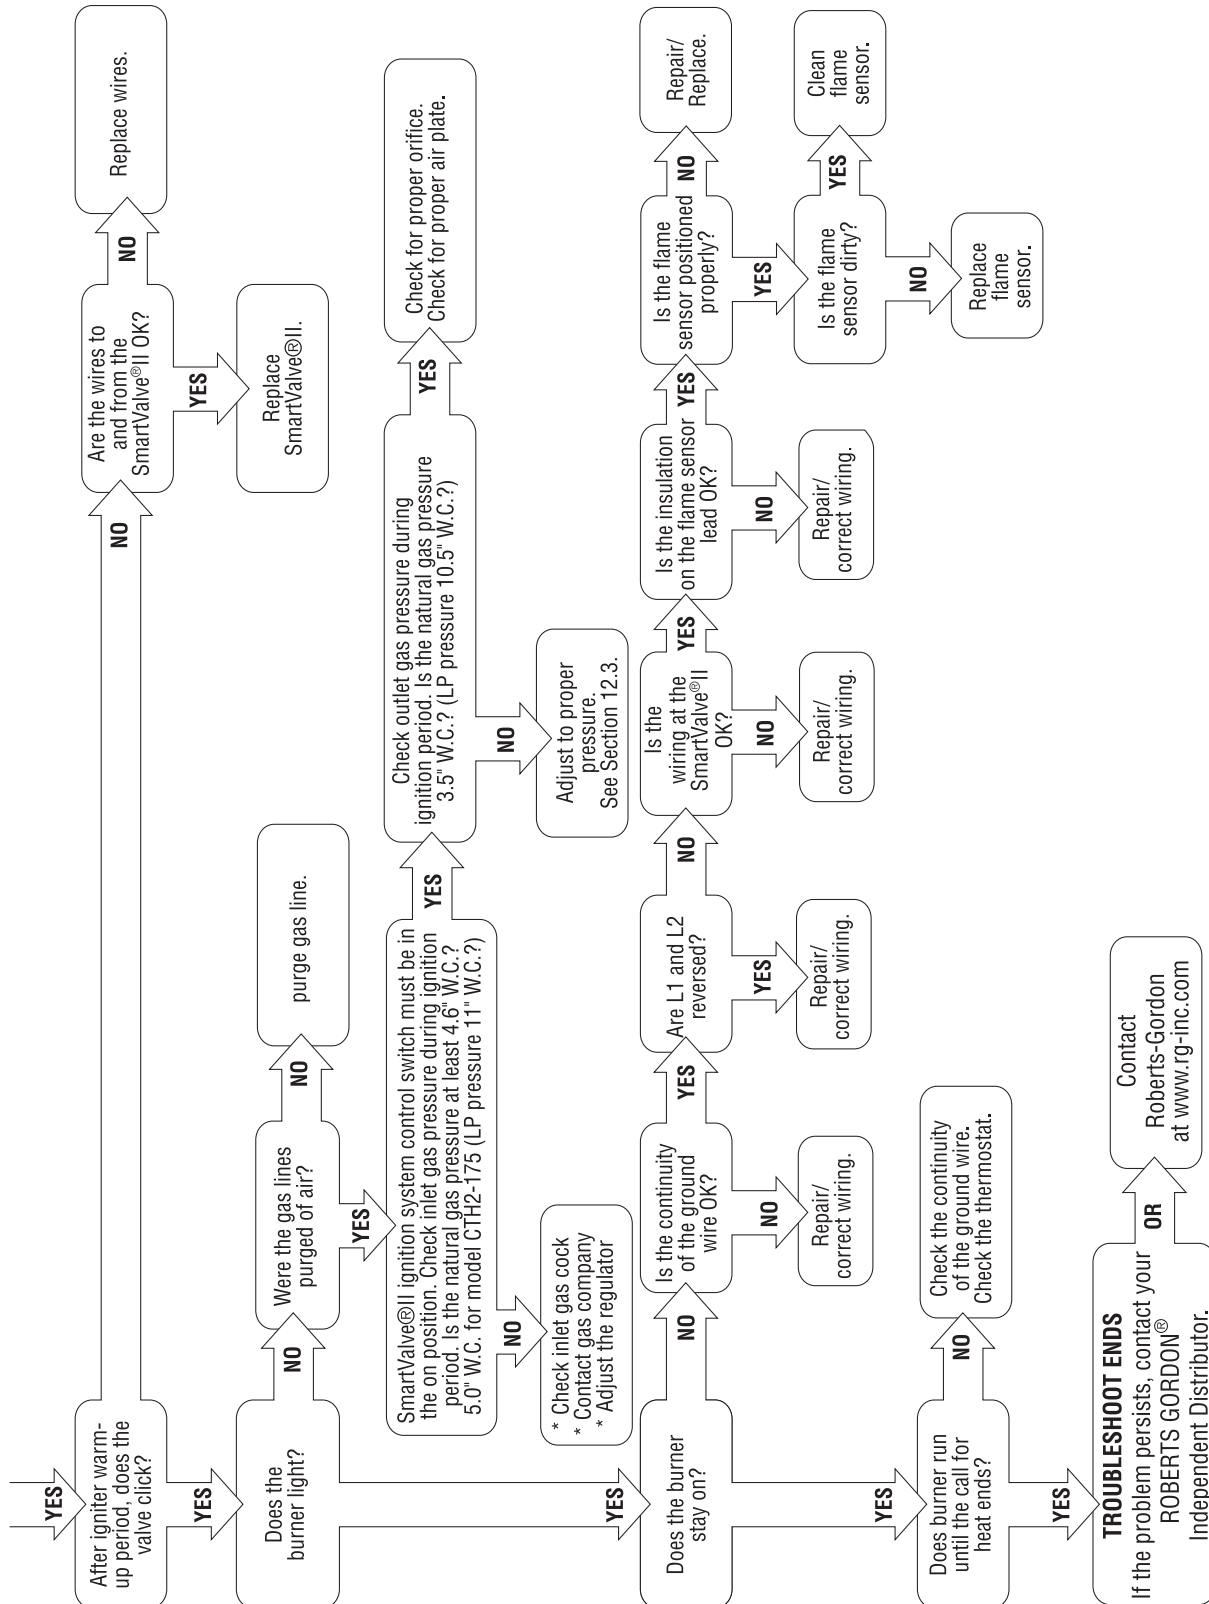 YES
After igniter warm-
up period, does the
valve click?
NO
Are the wires to
and from the
SmartValve®II OK?
NO
Replace wires.
YES
Replace
SmartValve®II.
YES
Does the
burner light?
NO
Were the gas lines
purged of air?
NO
purge gas line.
YES
SmartValve®II ignition system control switch must be in
the on position. Check inlet gas pressure during ignition
period. Is the natural gas pressure at least 4.6" W.C.?
5.0" W.C. for model CTH2-175 (LP pressure 11" W.C.?)
NO
* Check inlet gas cock
* Contact gas company
* Adjust the regulator
YES
Check outlet gas pressure during
ignition period. Is the natural gas pressure
3.5" W.C.? (LP pressure 10.5" W.C.?)
NO
Adjust to proper
pressure.
See Section 12.3.
YES
Check for proper orifice.
Check for proper air plate.
YES
Does the burner
stay on?
NO
Is the continuity
of the ground
wire OK?
NO
Repair/
correct wiring.
YES
Are L1 and L2
reversed?
YES
Repair/
correct wiring.
NO
Is the
wiring at the
SmartValve®II
OK?
NO
Repair/
correct wiring.
YES
Is the insulation
on the flame sensor
lead OK?
NO
Repair/
correct wiring.
YES
Is the flame
sensor positioned
properly?
NO
Repair/
Replace.
YES
Is the flame
sensor dirty?
YES
Clean
flame
sensor.
NO
Replace
flame
sensor.
YES
Does burner run
until the call for
heat ends?
NO
Check the continuity
of the ground wire.
Check the thermostat.
YES
TROUBLESHOOT ENDS
If the problem persists, contact your
ROBERTS GORDON®
Independent Distributor.
OR
Contact
Roberts-Gordon
at www.rg-inc.com